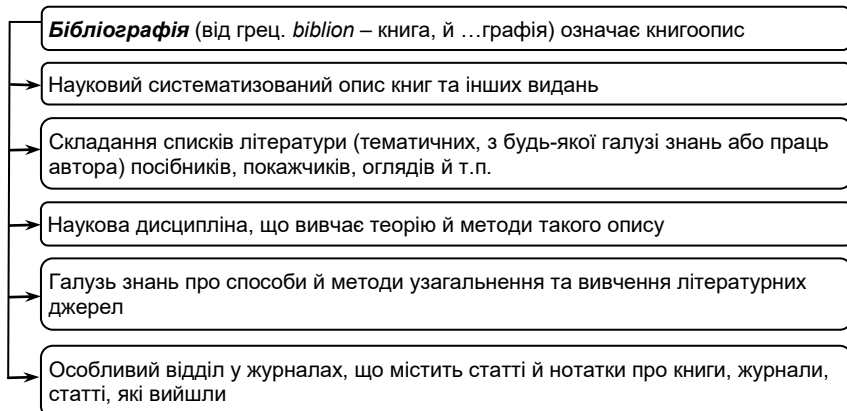 Бібліографія (від грец. biblion – книга, й …графія) означає книгоопис
Науковий систематизований опис книг та інших видань
Складання списків літератури (тематичних, з будь-якої галузі знань або праць
автора) посібників, покажчиків, оглядів й т.п.
Наукова дисципліна, що вивчає теорію й методи такого опису
Галузь знань про способи й методи узагальнення та вивчення літературних
джерел
Особливий відділ у журналах, що містить статті й нотатки про книги, журнали,
статті, які вийшли